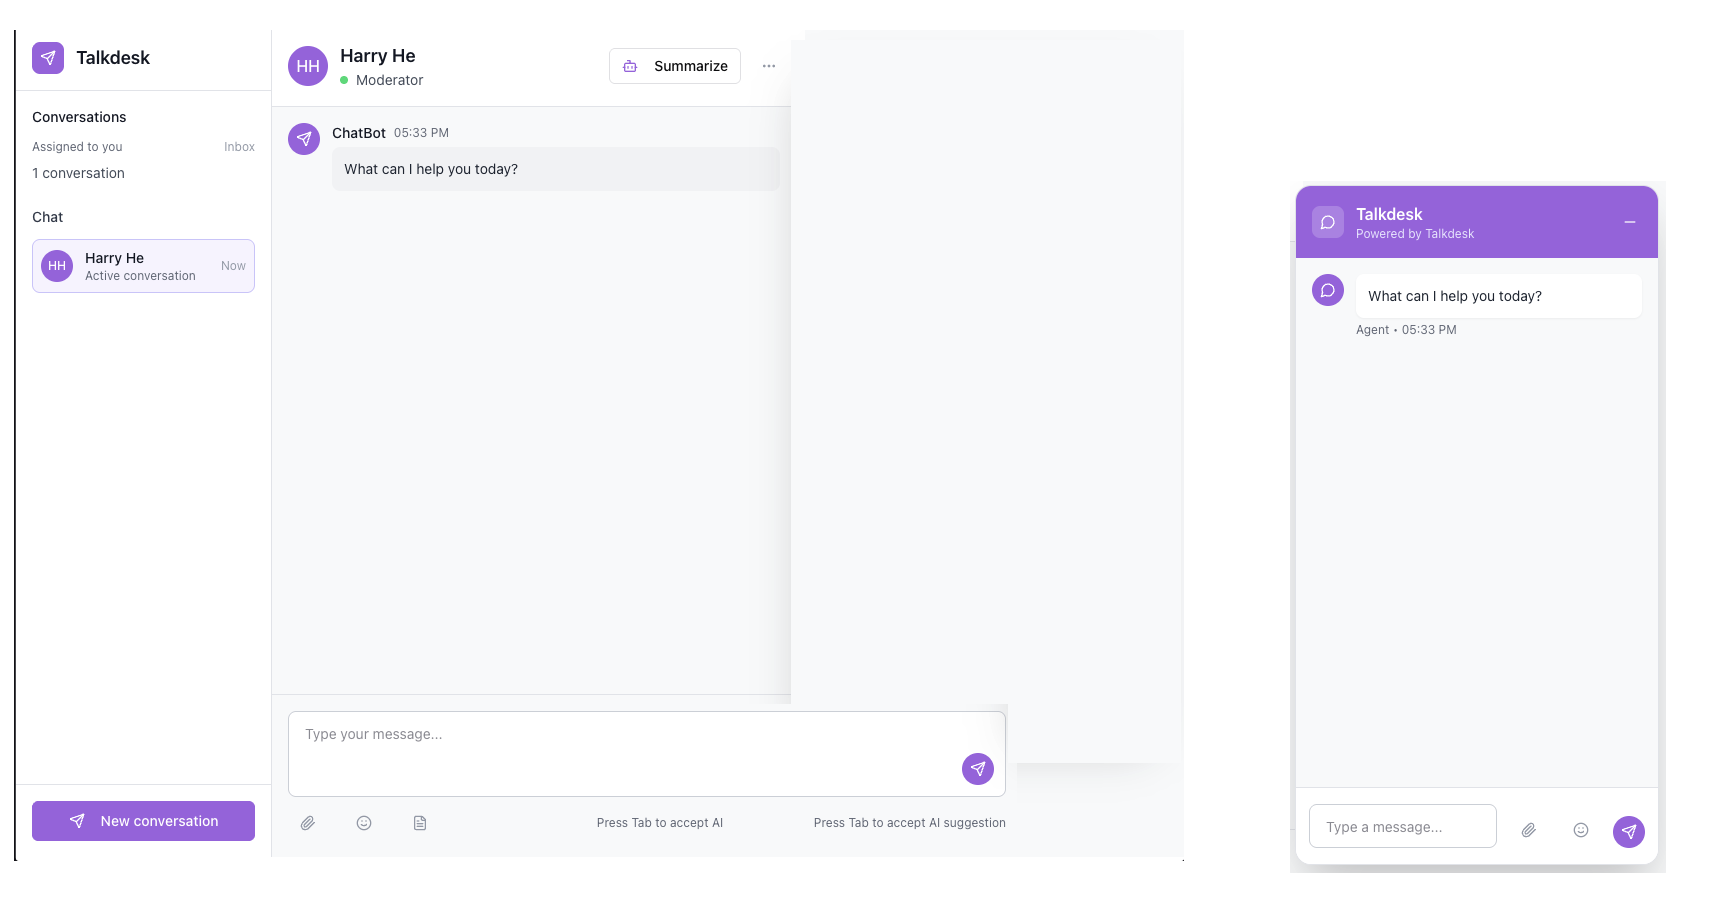 Talkdesk
Conversations
Assigned to you
Inbox
1 conversation
Chat
HH
Harry He
Active conversation
Now
New conversation
HH
Harry He
Moderator
Summarize
ChatBot 05:33 PM
What can I help you today?
Type your message...
Press Tab to accept AI
Press Tab to accept AI suggestion
Talkdesk
Powered by Talkdesk
What can I help you today?
Agent • 05:33 PM
Type a message...